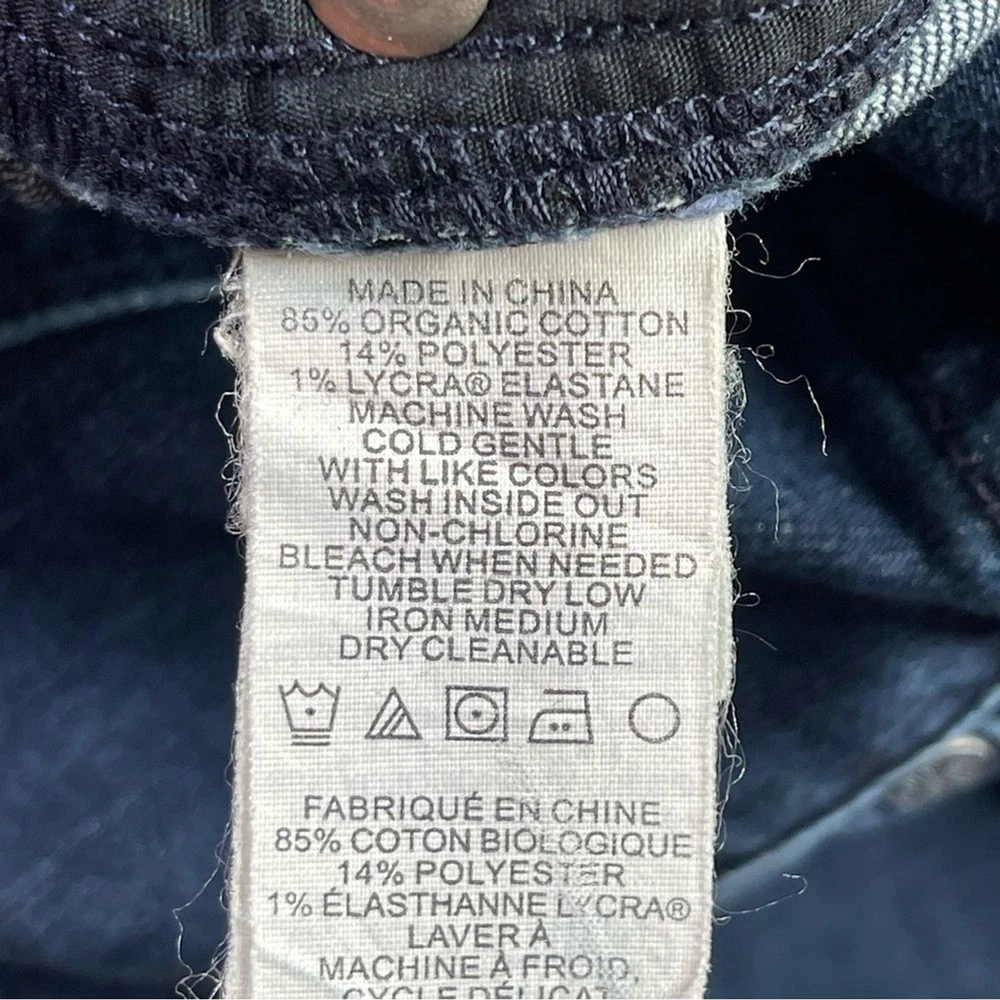 MADE IN CHINA
85% ORGANIC COTTON
14% POLYESTER
1% LYCRA® ELASTANE
MACHINE WASH
COLD GENTLE
WITH LIKE COLORS
WASH INSIDE OUT
NON-CHLORINE
BLEACH WHEN NEEDED
TUMBLE DRY LOW
IRON MEDIUM
DRY CLEANABLE
FABRIQUÉ EN CHINE
85% COTON BIOLOGIQUE
14% POLYESTER
1% ÉLASTHANNE LYCRA®
LAVER À
MACHINE À FROID,
CYCLE DÉLICAT